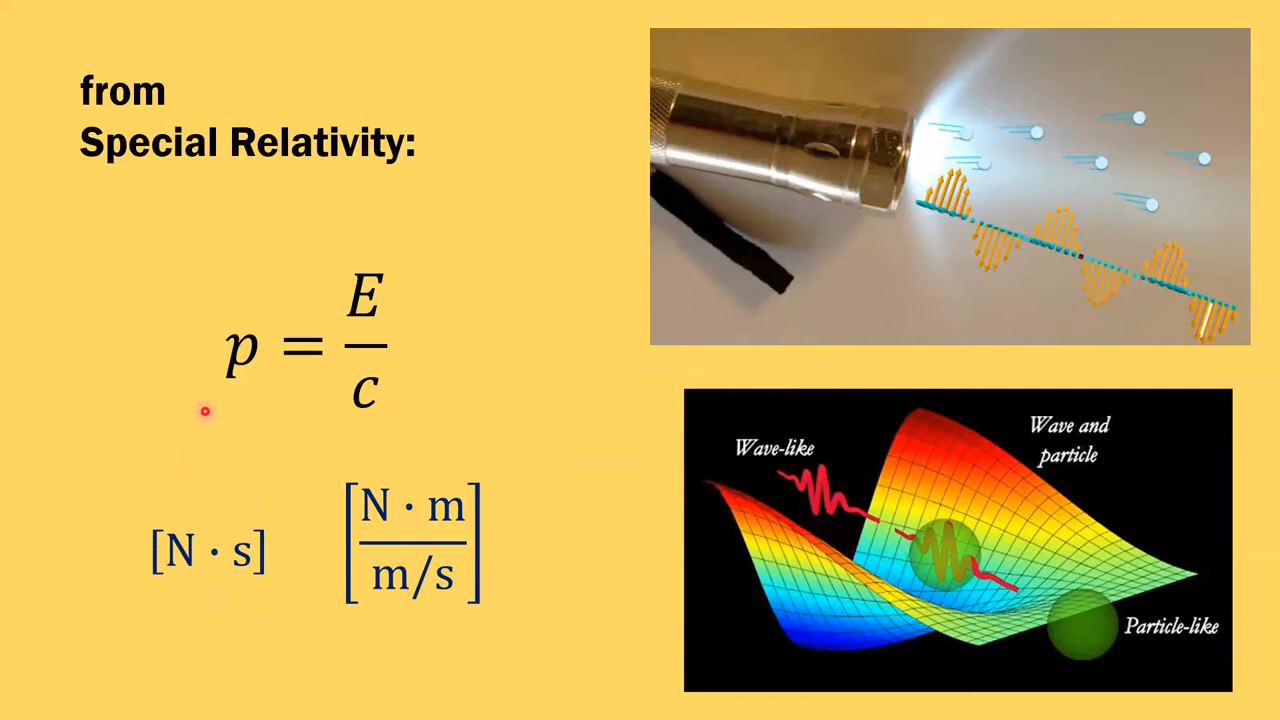 from
Special Relativity:
p = E/c
[N · s] [N · m / m/s]
Wave-like
Wave and
particle
Particle-like